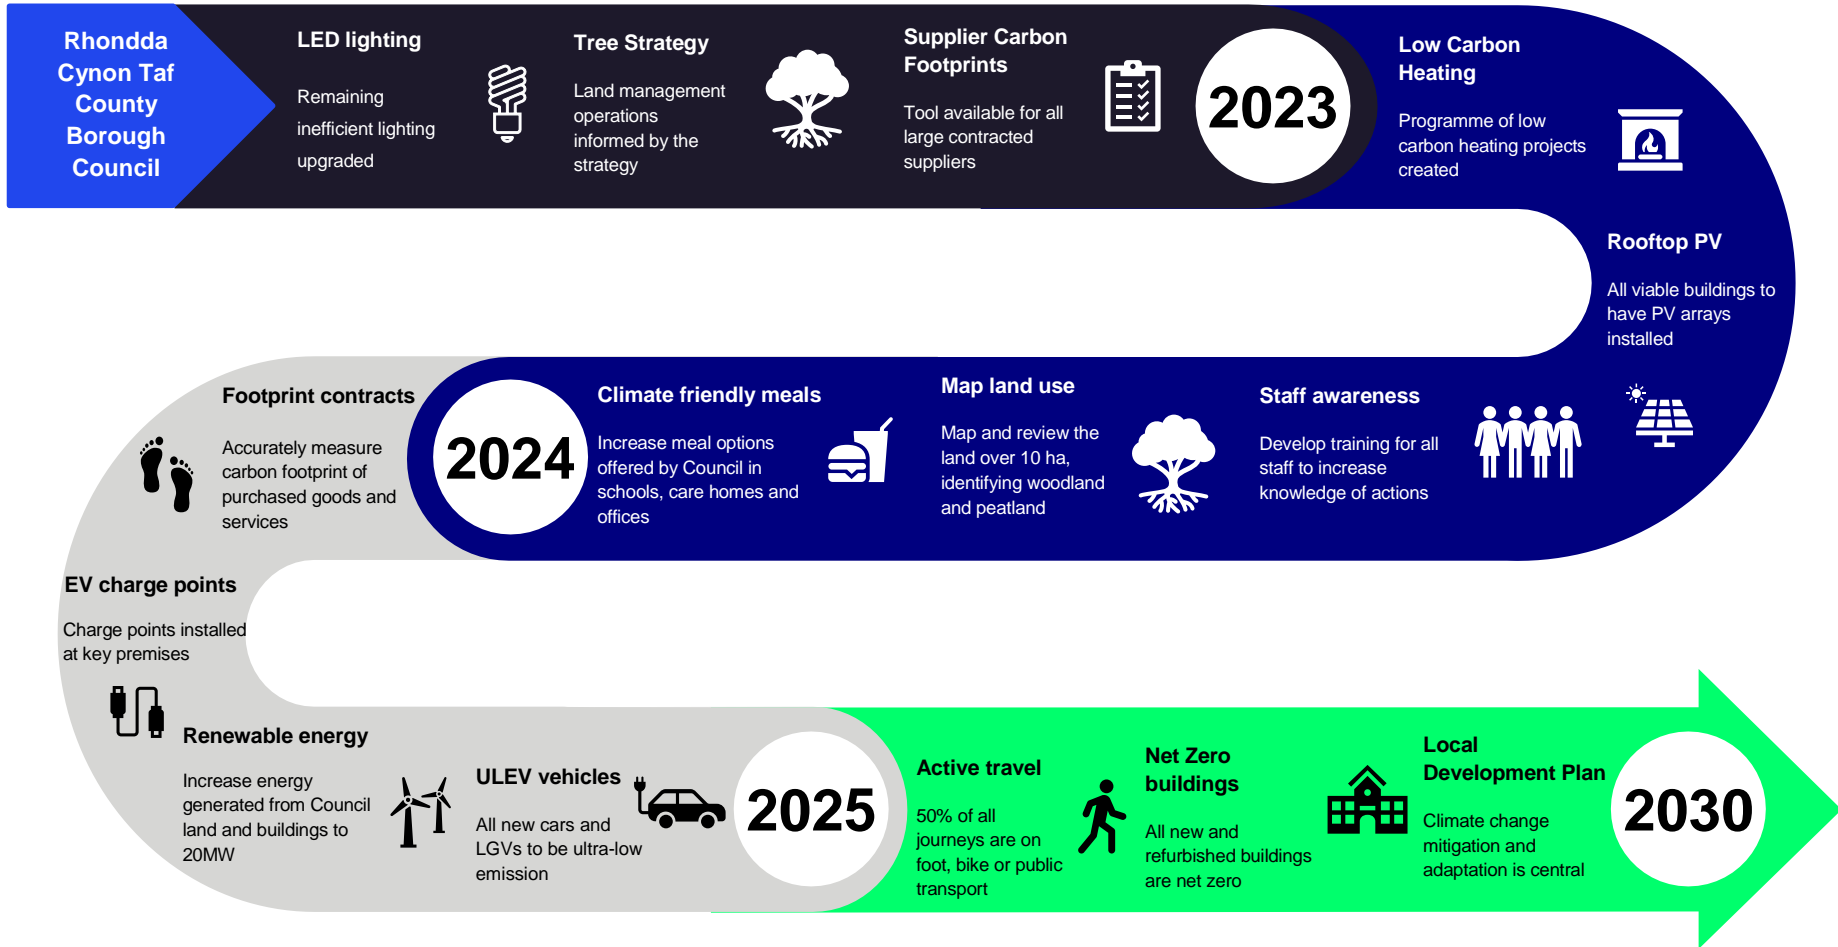 Rhondda
Cynon Taf
County
Borough
Council
LED lighting
Remaining
inefficient lighting
upgraded
Tree Strategy
Land management
operations
informed by the
strategy
Supplier Carbon
Footprints
Tool available for all
large contracted
suppliers
2023
Low Carbon
Heating
Programme of low
carbon heating projects
created
Rooftop PV
All viable buildings to
have PV arrays
installed
Staff awareness
Develop training for all
staff to increase
knowledge of actions
Map land use
Map and review the
land over 10 ha,
identifying woodland
and peatland
Climate friendly meals
Increase meal options
offered by Council in
schools, care homes and
offices
2024
Footprint contracts
Accurately measure
carbon footprint of
purchased goods and
services
EV charge points
Charge points installed
at key premises
Renewable energy
Increase energy
generated from Council
land and buildings to
20MW
ULEV vehicles
All new cars and
LGVs to be ultra-low
emission
2025
Active travel
50% of all
journeys are on
foot, bike or public
transport
Net Zero
buildings
All new and
refurbished buildings
are net zero
Local
Development Plan
Climate change
mitigation and
adaptation is central
2030